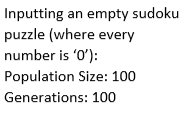 Inputting an empty sudoku
puzzle (where every
number is ‘0’):
Population Size: 100
Generations: 100